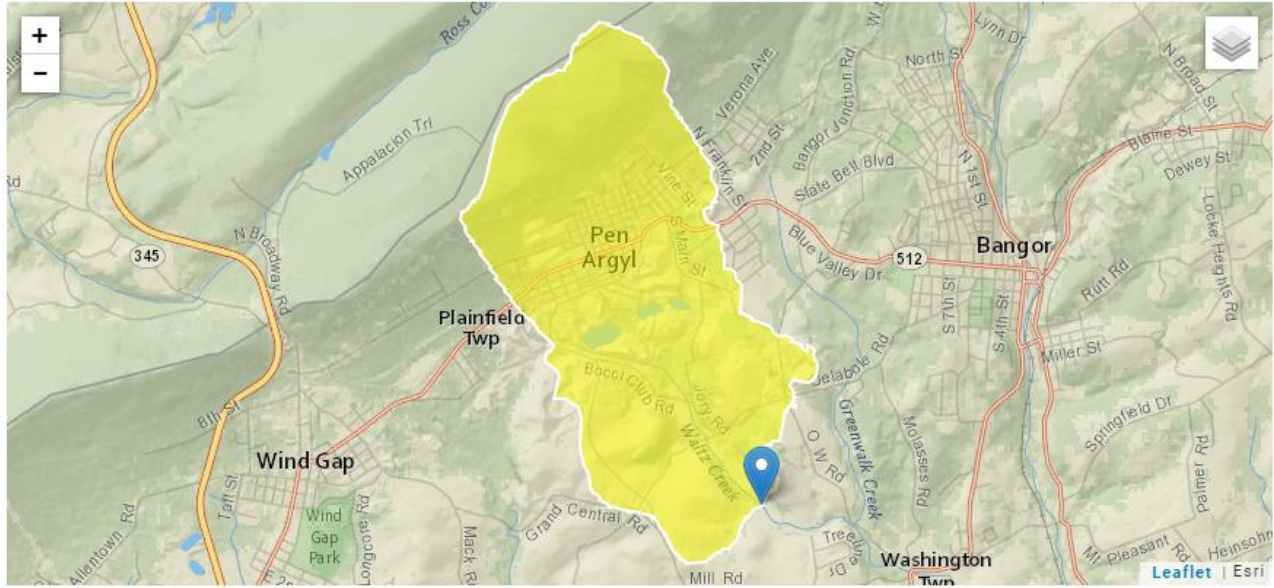 +
−
Ross Co
W B
Lynn Dr
North St
N Broad St
Verona Ave
Bangor Junction Rd
2nd St
Blaine St
Appalacion Trl
N Franklin St
Dewey St
Rd
Vine St
Slate Belt Blvd
N 1st St
Locke Heights Rd
N Broadway Rd
345
Pen
Argyl
S Main St
Blue Valley Dr
512
Bangor
Rutt Rd
Plainfield
Twp
S 7th St
S 4th St
Miller St
Bocci Club Rd
Jory Rd
Delabole Rd
8th St
Waltz Creek
O W Rd
Greenwalk Creek
Molasses Rd
Springfield Dr
Palmer Rd
Wind Gap
Taft St
Wind
Gap
Park
Longcore Rd
Grand Central Rd
Mack Rd
Allentown Rd
Treeline
Dr
Washington
Twp
Mt Pleasant Rd
Heinsohn
Mill Rd
Leaflet | Esri